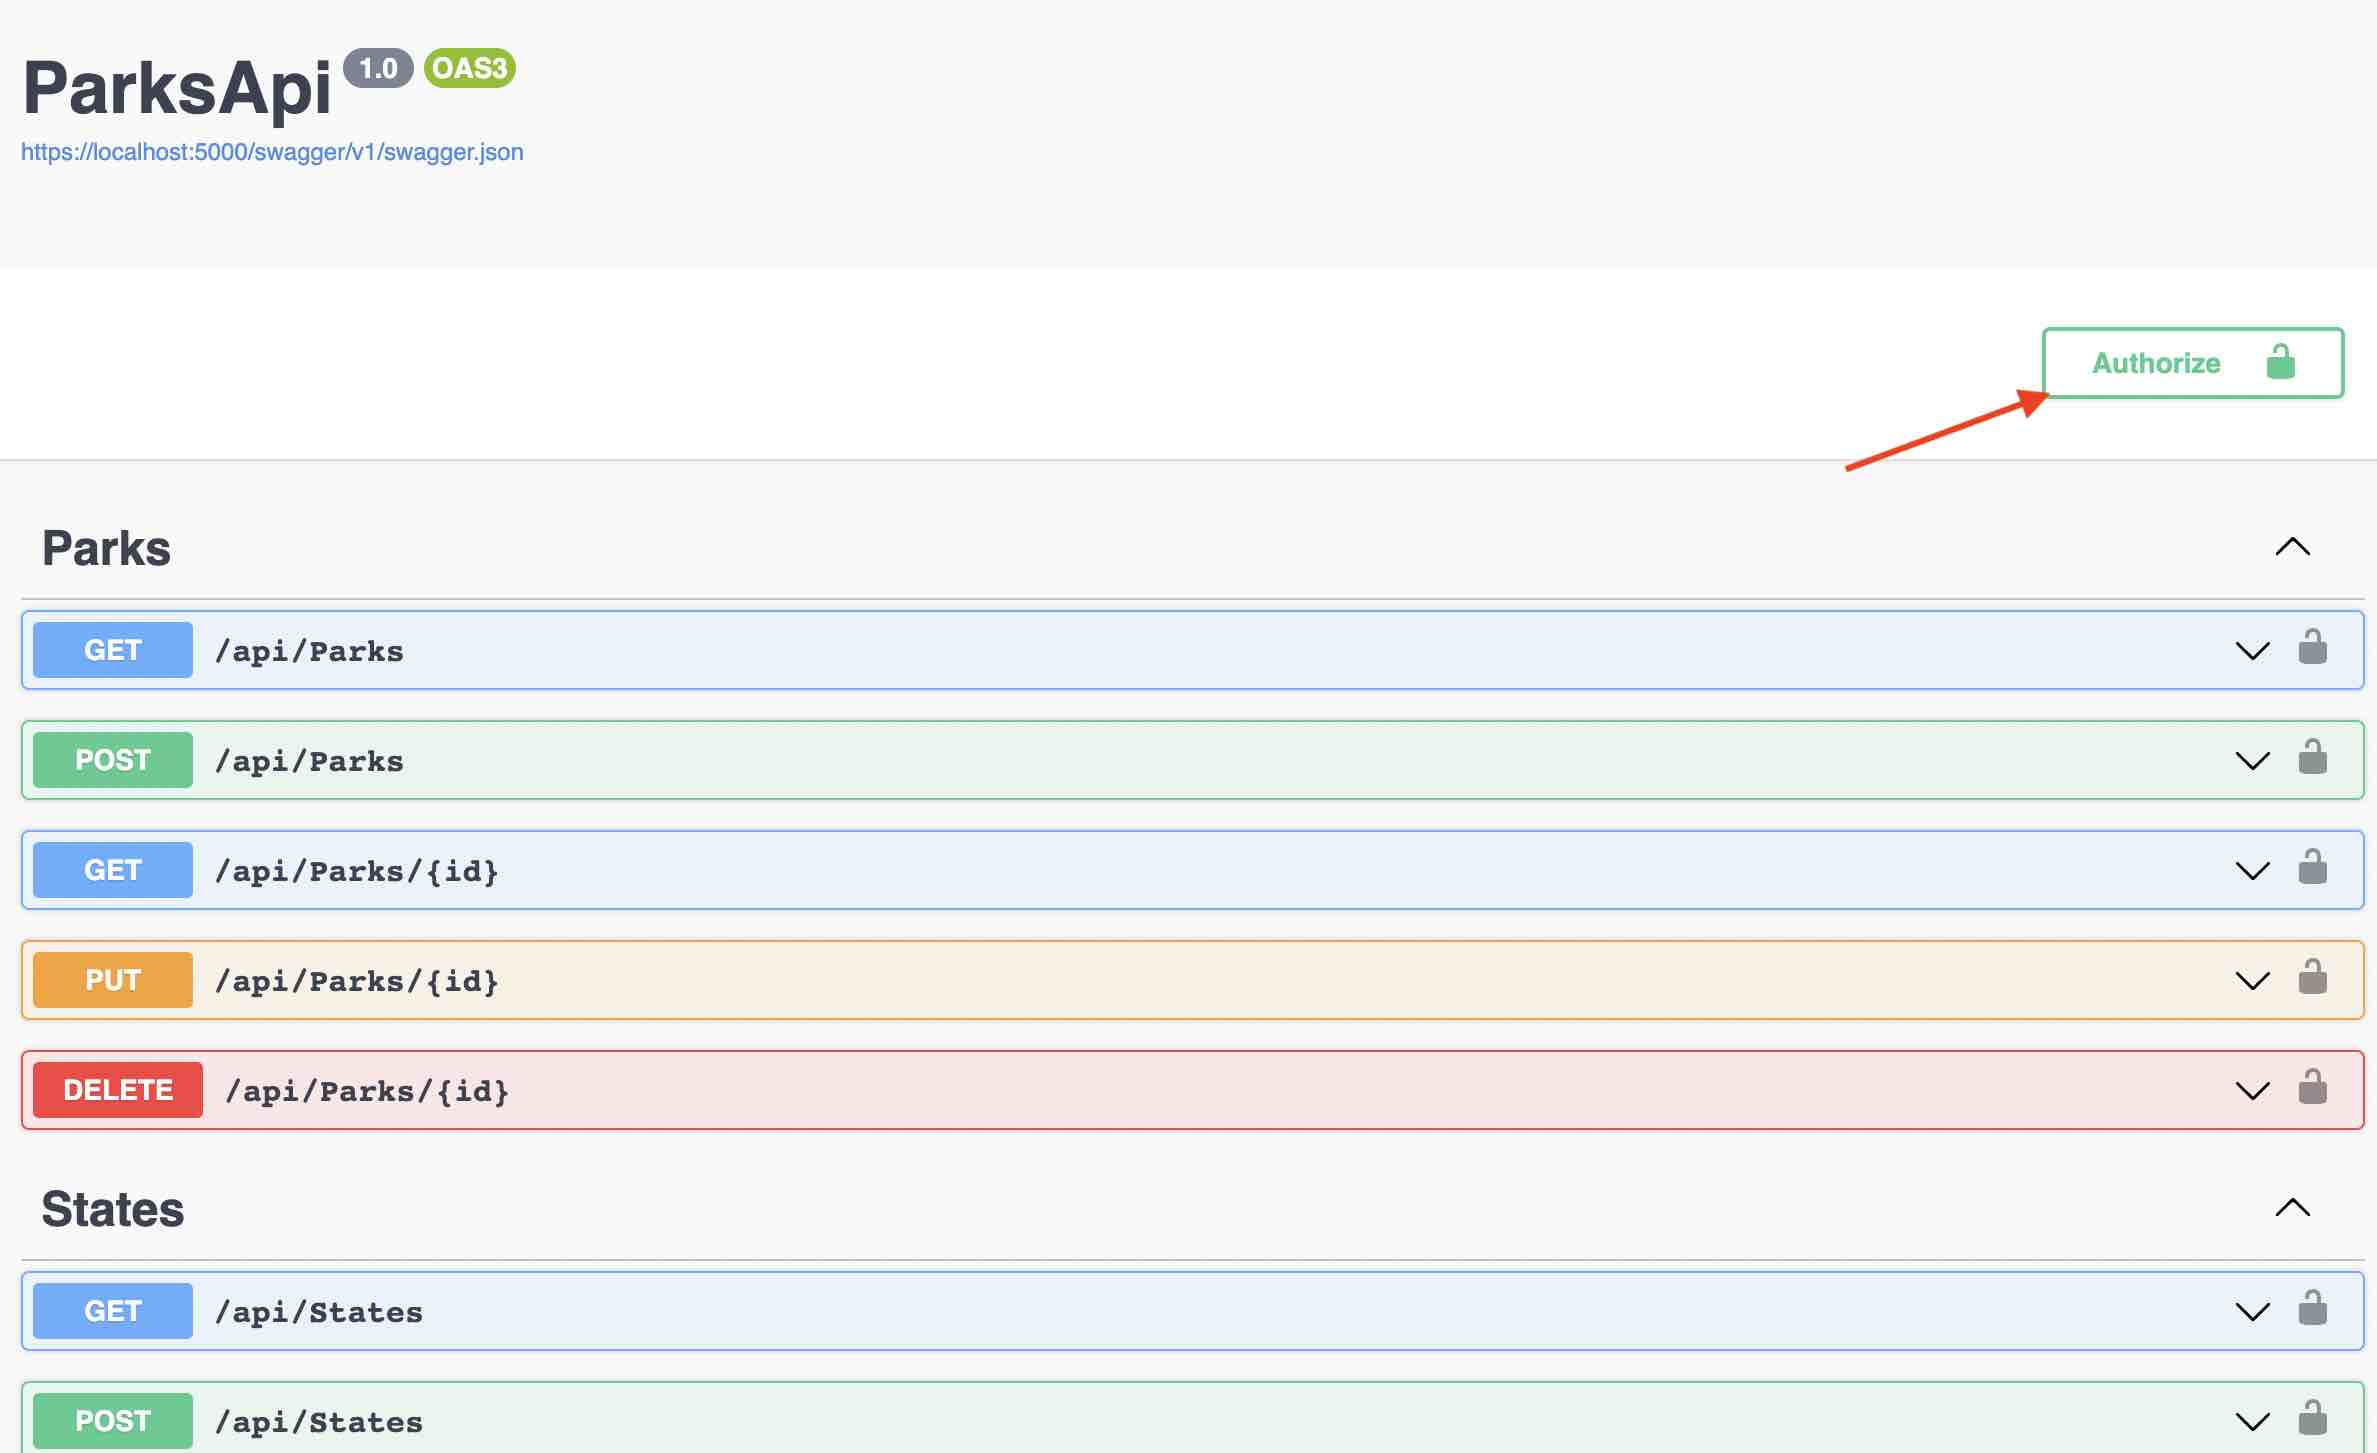 ParksApi 1.0 OAS3
https://localhost:5000/swagger/v1/swagger.json
Authorize
Parks
GET /api/Parks
POST /api/Parks
GET /api/Parks/{id}
PUT /api/Parks/{id}
DELETE /api/Parks/{id}
States
GET /api/States
POST /api/States